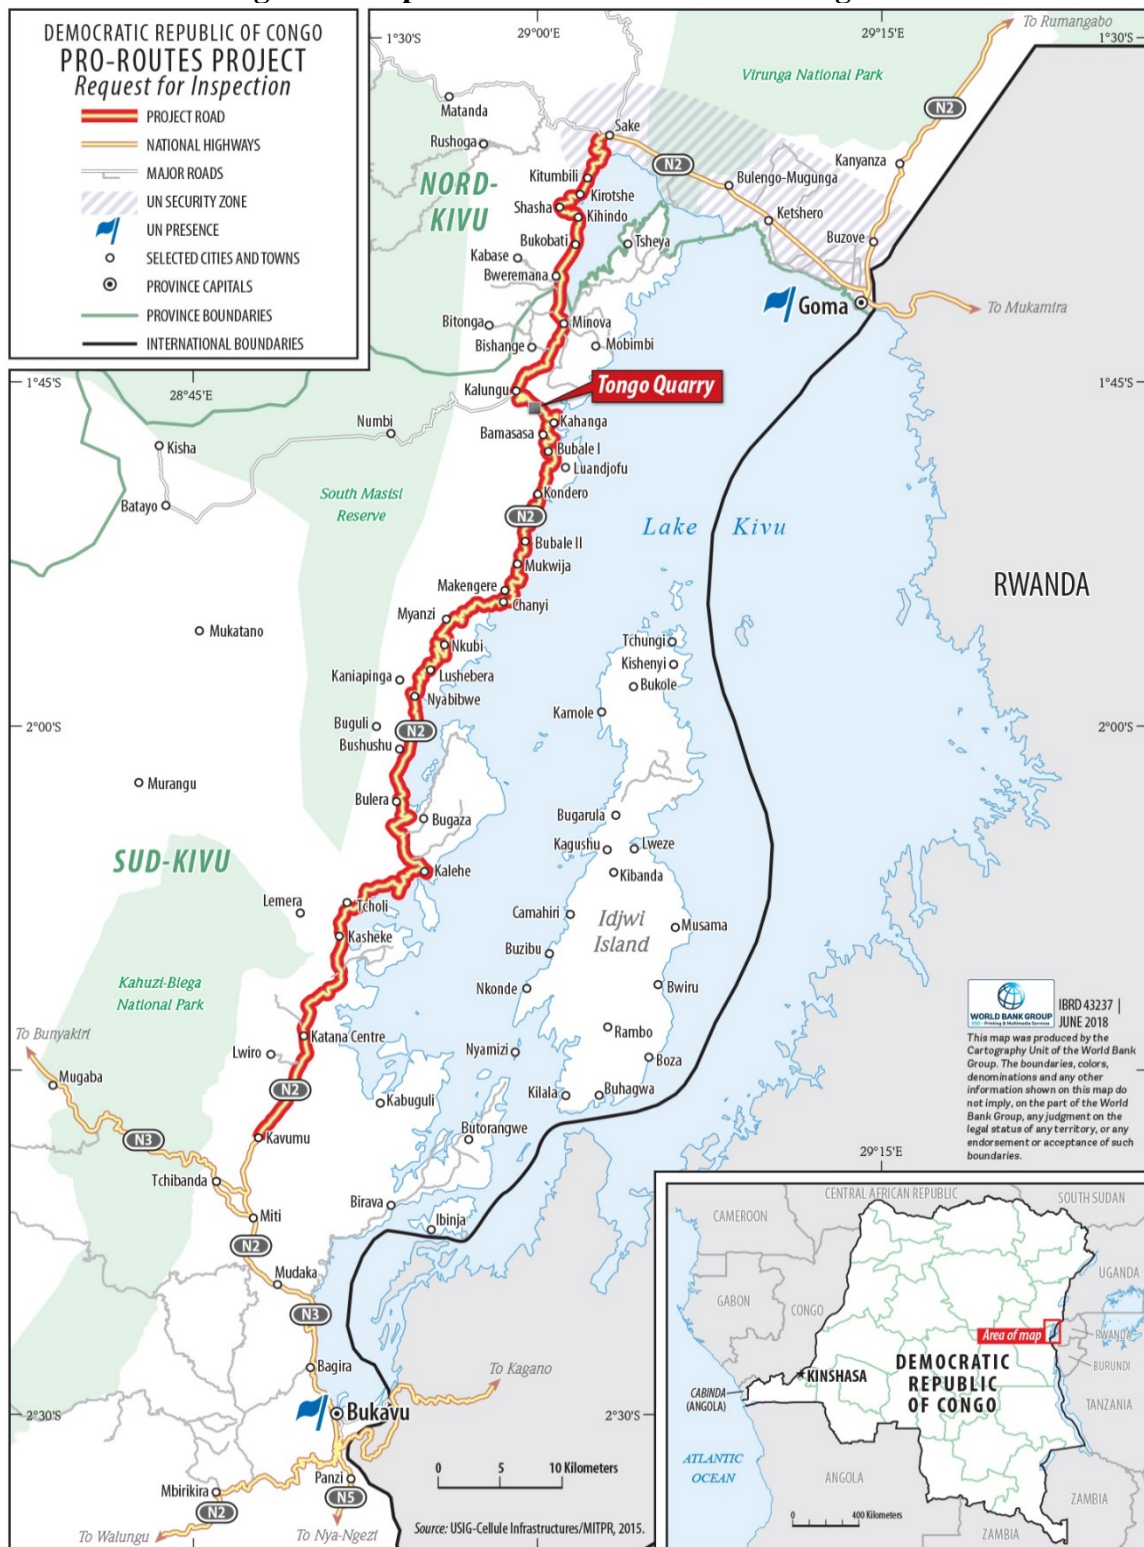 DEMOCRATIC REPUBLIC OF CONGO
PRO-ROUTES PROJECT
Request for Inspection
PROJECT ROAD
NATIONAL HIGHWAYS
MAJOR ROADS
UN SECURITY ZONE
UN PRESENCE
SELECTED CITIES AND TOWNS
PROVINCE CAPITALS
PROVINCE BOUNDARIES
INTERNATIONAL BOUNDARIES
1°30'S
29°00'E
29°15'E
1°30'S
To Rumangabo
Virunga National Park
N2
Matanda
Rushoga
Sake
N2
Kanyanza
NORD-
KIVU
Kitumbili
Kirotshe
Shasha
Kihindo
Bulengo-Mugunga
Ketshero
Buzove
Bukobati
Tsheya
Kabase
Bweremana
Goma
To Mukamira
Bitonga
Minova
Bishange
Mobimbi
1°45'S
28°45'E
Kalungu
Tongo Quarry
1°45'S
Kahanga
Numbi
Bamasasa
Kisha
Bubale I
Luandjofu
South Masisi
Reserve
Batayo
Kondero
N2
Lake Kivu
Bubale II
Mukwija
Makengere
Chanyi
RWANDA
Myanzi
Mukatano
Nkubi
Tchungi
Lushebera
Kishenyi
Kaniapinga
Bukole
Nyabibwe
Kamole
2°00'S
Buguli
N2
2°00'S
Bushushu
Murangu
Bulera
Bugaza
Bugarula
Kagushu
Lweze
SUD-KIVU
Kalehe
Kibanda
Lemera
Tcholi
Camahiri
Idjwi
Island
Musama
Kasheke
Buzibu
Kahuzi-Biega
National Park
Nkonde
Bwiru
Rambo
To Bunyakiri
Katana Centre
Lwiro
Nyamizi
Boza
Mugaba
N2
Kabuguli
Kilala
Buhagwa
N3
Kavumu
Butorangwe
Tchibanda
Birava
Miti
Ibinja
N2
Mudaka
N3
Bagira
To Kagano
2°30'S
Bukavu
2°30'S
Panzi
Mbirikira
N5
N2
To Walungu
To Nya-Ngezi
0 5 10 Kilometers
Source: USIG-Cellule Infrastructures/MITPR, 2015.
WORLD BANK GROUP
Printing & Multimedia Services
IBRD 43237 |
JUNE 2018
This map was produced by the
Cartography Unit of the World Bank
Group. The boundaries, colors,
denominations and any other
information shown on this map do
not imply, on the part of the World
Bank Group, any judgment on the
legal status of any territory, or any
endorsement or acceptance of such
boundaries.
29°15'E
CENTRAL AFRICAN REPUBLIC
SOUTH SUDAN
CAMEROON
UGANDA
GABON
CONGO
Area of map
RWANDA
BURUNDI
DEMOCRATIC
REPUBLIC
OF CONGO
KINSHASA
CABINDA
(ANGOLA)
TANZANIA
ATLANTIC
OCEAN
ANGOLA
ZAMBIA
0 400 Kilometers
ZAMBIA